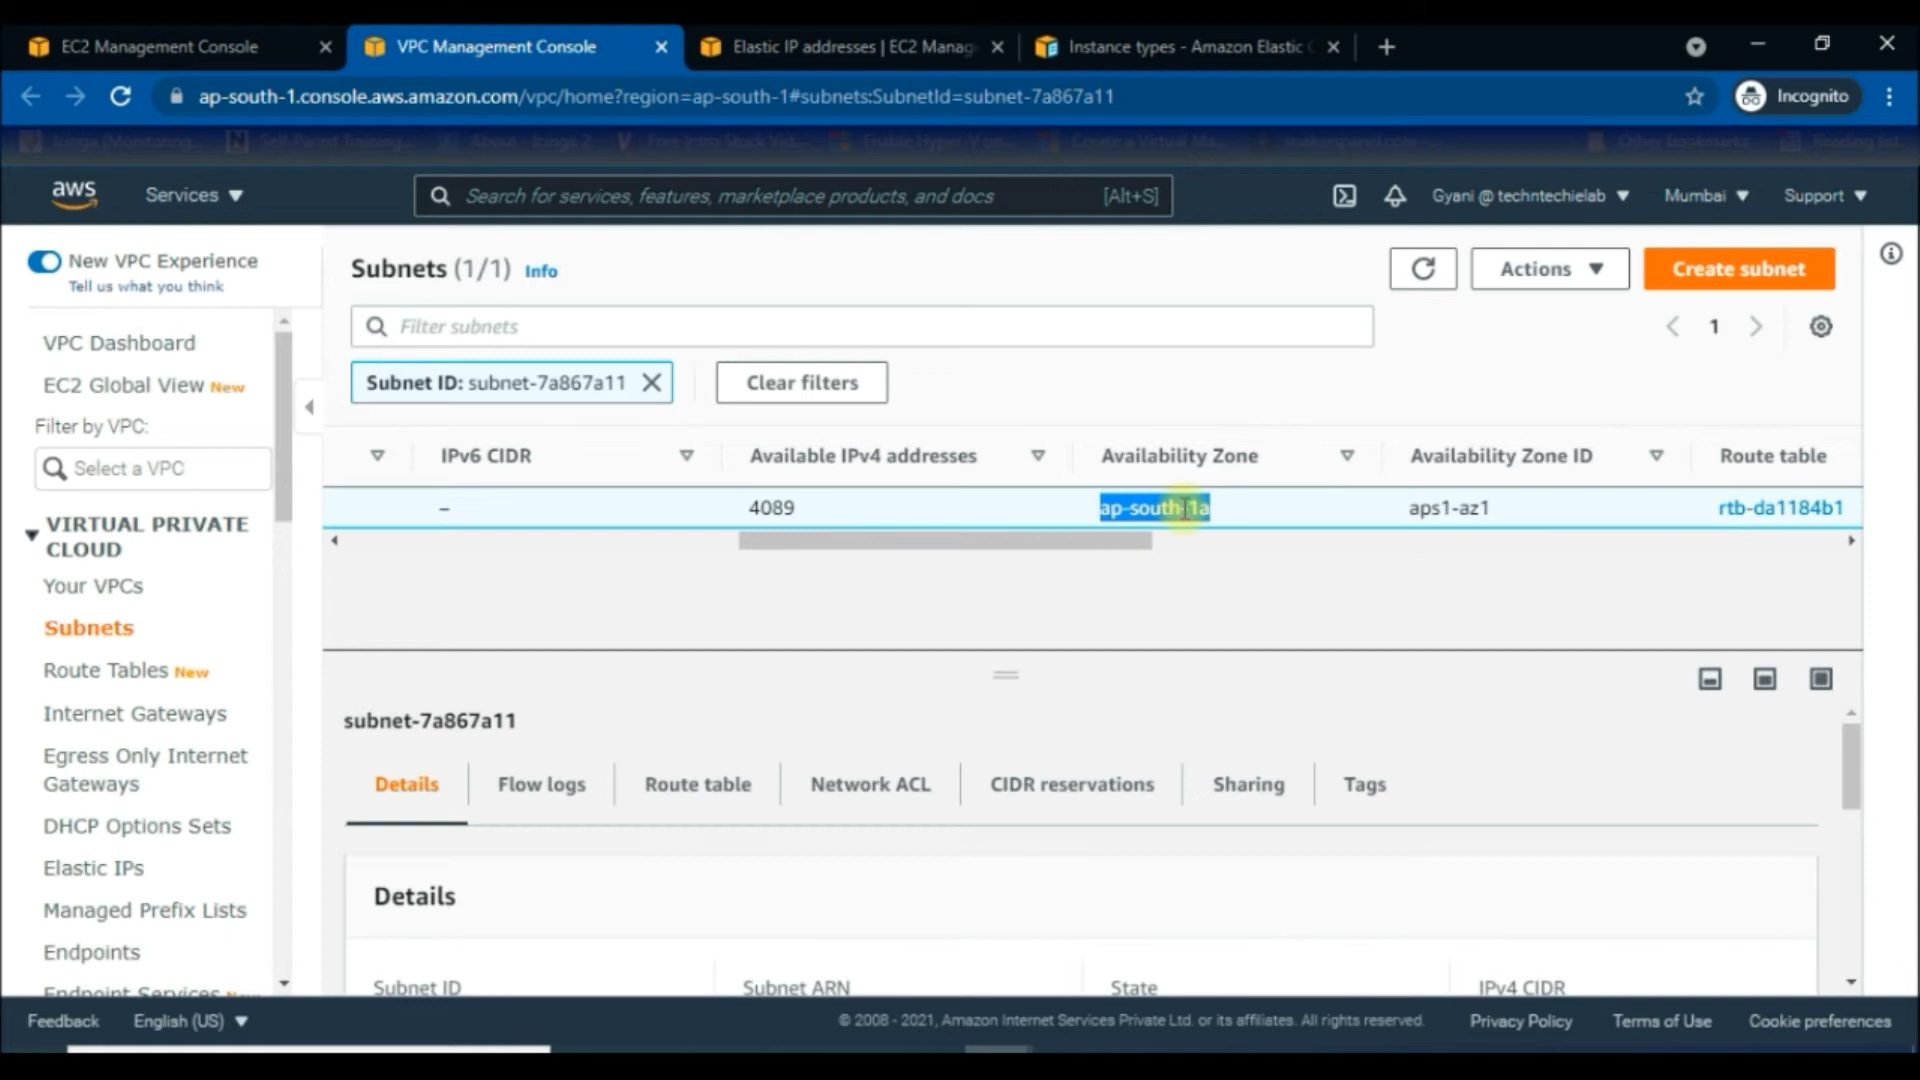 EC2 Management Console
VPC Management Console
Elastic IP addresses | EC2 Manag
Instance types - Amazon Elastic
ap-south-1.console.aws.amazon.com/vpc/home?region=ap-south-1#subnets:SubnetId=subnet-7a867a11
Incognito
Other bookmarks
Reading list
aws
Services
Search for services, features, marketplace products, and docs
[Alt+S]
Gyani @ techntechielab
Mumbai
Support
New VPC Experience
Tell us what you think
VPC Dashboard
EC2 Global View New
Filter by VPC:
Select a VPC
VIRTUAL PRIVATE
CLOUD
Your VPCs
Subnets
Route Tables New
Internet Gateways
Egress Only Internet
Gateways
DHCP Options Sets
Elastic IPs
Managed Prefix Lists
Endpoints
Endpoint Services
Subnets (1/1) Info
Actions
Create subnet
Filter subnets
1
Subnet ID: subnet-7a867a11
Clear filters
IPv6 CIDR
Available IPv4 addresses
Availability Zone
Availability Zone ID
Route table
–
4089
ap-south-1a
aps1-az1
rtb-da1184b1
subnet-7a867a11
Details
Flow logs
Route table
Network ACL
CIDR reservations
Sharing
Tags
Details
Subnet ID
Subnet ARN
State
IPv4 CIDR
Feedback
English (US)
© 2008 - 2021, Amazon Internet Services Private Ltd. or its affiliates. All rights reserved.
Privacy Policy
Terms of Use
Cookie preferences